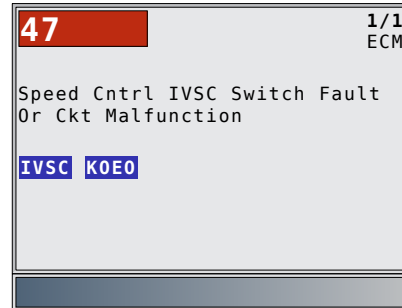 47
1/1
ECM
Speed Cntrl IVSC Switch Fault
Or Ckt Malfunction
IVSC KOEO